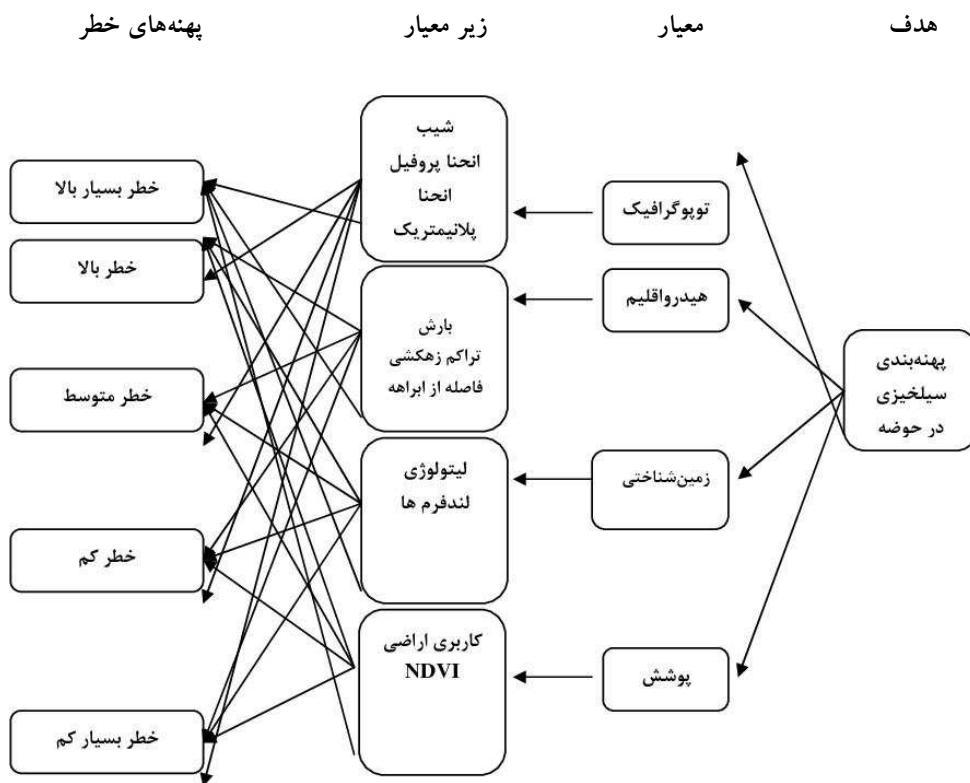 هدف
معیار
زیر معیار
پهنه‌های خطر
پهنه‌بندی
سیلخیزی
در حوضه
توپوگرافیک
هیدرواقلیم
زمین‌شناختی
پوشش
شیب
انحنا پروفیل
انحنا
پلانیمتریک
بارش
تراکم زهکشی
فاصله از ابراهه
لیتولوژی
لندفرم ها
کاربری اراضی
NDVI
خطر بسیار بالا
خطر بالا
خطر متوسط
خطر کم
خطر بسیار کم